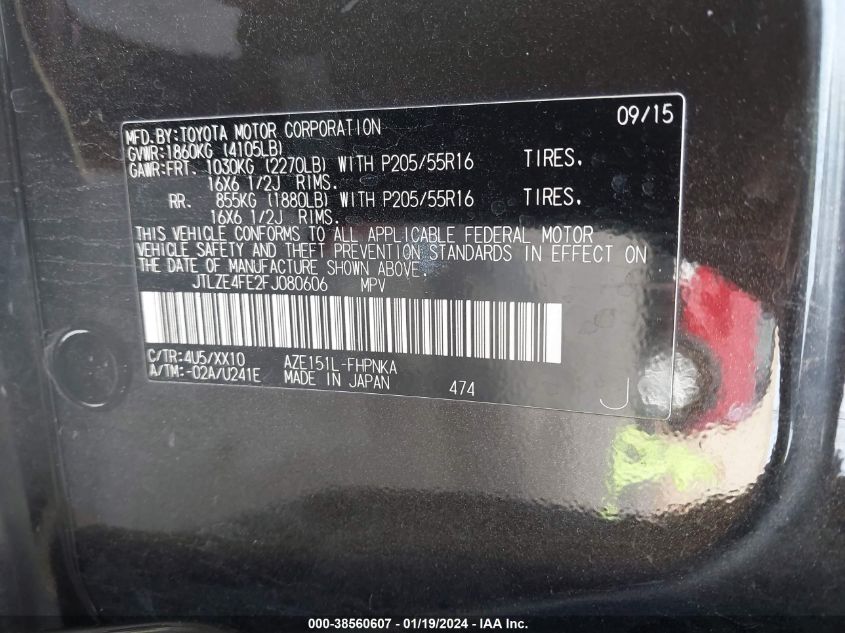 09/15
MFD.BY:TOYOTA MOTOR CORPORATION
GVWR:1860KG (4105LB)
GAWR:FRT. 1030KG (2270LB) WITH P205/55R16 TIRES,
16X6 1/2J RIMS.
RR. 855KG (1880LB) WITH P205/55R16 TIRES,
16X6 1/2J RIMS.
THIS VEHICLE CONFORMS TO ALL APPLICABLE FEDERAL MOTOR
VEHICLE SAFETY AND THEFT PREVENTION STANDARDS IN EFFECT ON
THE DATE OF MANUFACTURE SHOWN ABOVE.
JTLZE4FE2FJ080606 MPV
C/TR:4U5/XX10 AZE151L-FHPNKA
A/TM:-02A/U241E MADE IN JAPAN 474
J
000-38560607 - 01/19/2024 - IAA Inc.